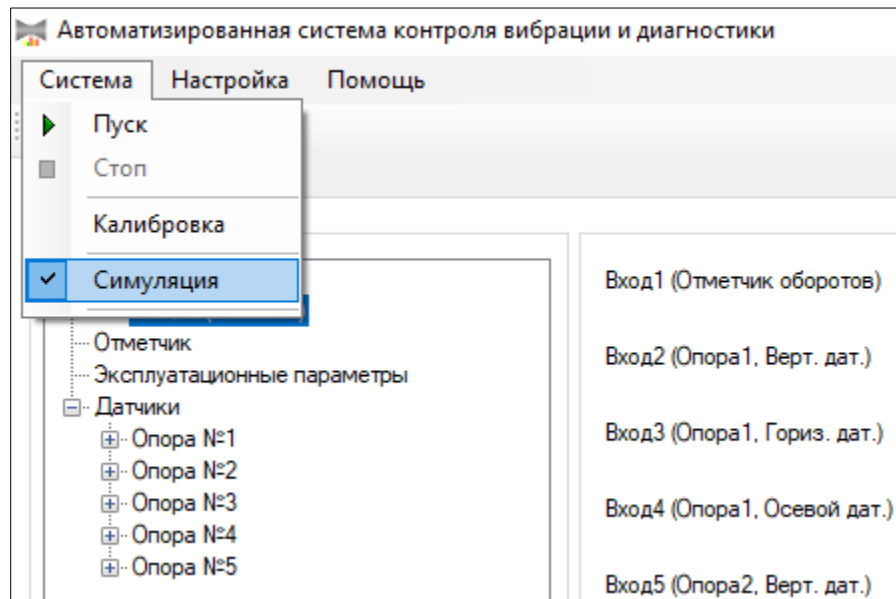 Автоматизированная система контроля вибрации и диагностики
Система Настройка Помощь
Пуск
Стоп
Калибровка
Симуляция
Отметчик
Эксплуатационные параметры
Датчики
Опора №1
Опора №2
Опора №3
Опора №4
Опора №5
Вход1 (Отметчик оборотов)
Вход2 (Опора1, Верт. дат.)
Вход3 (Опора1, Гориз. дат.)
Вход4 (Опора1, Осевой дат.)
Вход5 (Опора2, Верт. дат.)